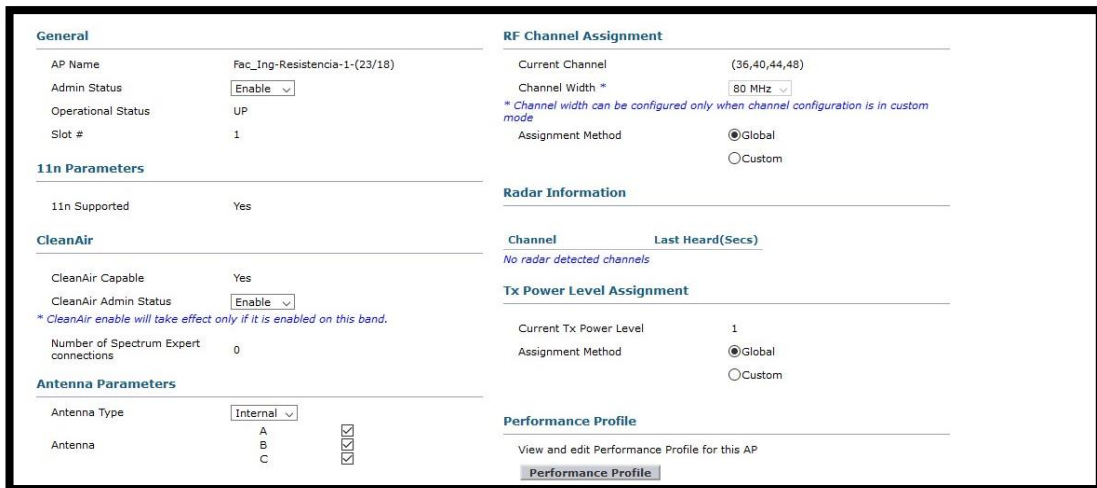 General
AP Name Fac_Ing-Resistencia-1-(23/18)
Admin Status Enable
Operational Status UP
Slot # 1
11n Parameters
11n Supported Yes
CleanAir
CleanAir Capable Yes
CleanAir Admin Status Enable
* CleanAir enable will take effect only if it is enabled on this band.
Number of Spectrum Expert
connections 0
Antenna Parameters
Antenna Type Internal
A
Antenna B
C
RF Channel Assignment
Current Channel (36,40,44,48)
Channel Width * 80 MHz
* Channel width can be configured only when channel configuration is in custom
mode
Assignment Method Global
Custom
Radar Information
Channel Last Heard(Secs)
No radar detected channels
Tx Power Level Assignment
Current Tx Power Level 1
Assignment Method Global
Custom
Performance Profile
View and edit Performance Profile for this AP
Performance Profile